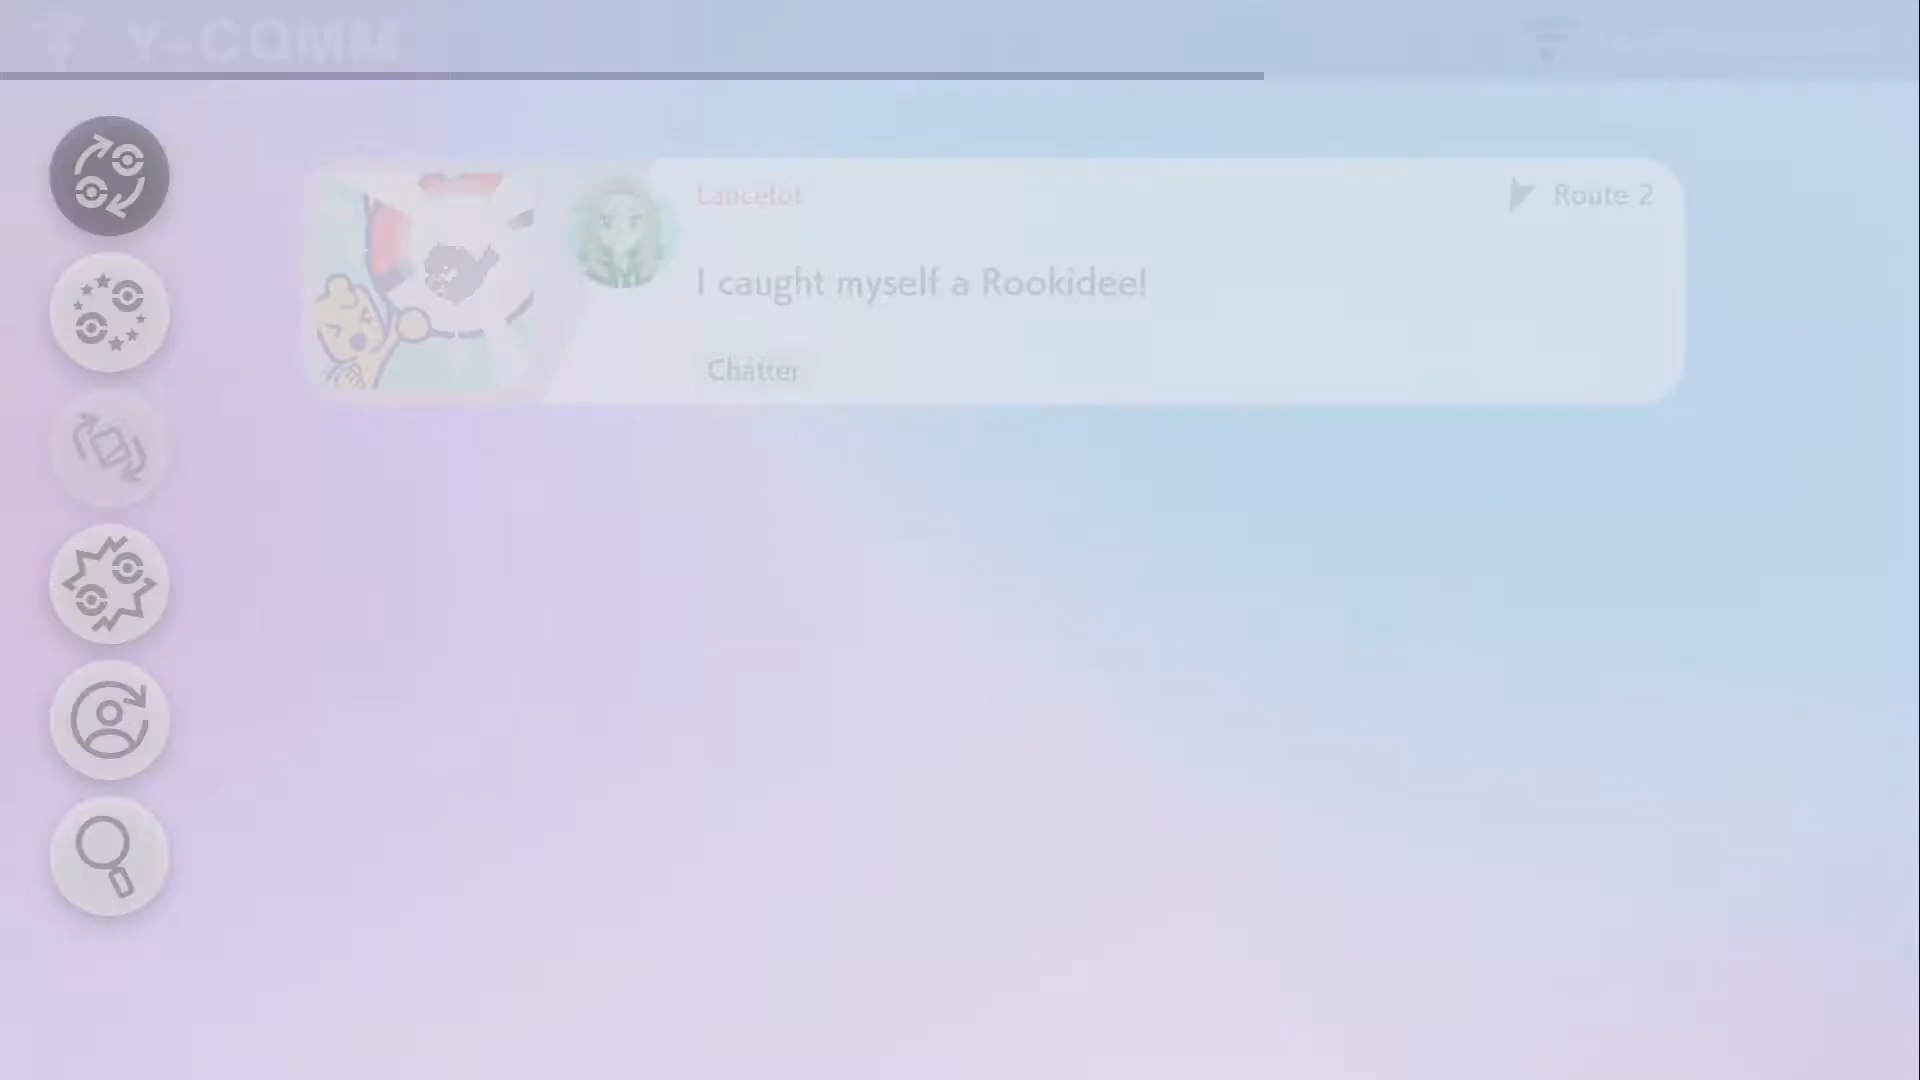 Y-COMM
Lancelot
Route 2
I caught myself a Rookidee!
Chatter